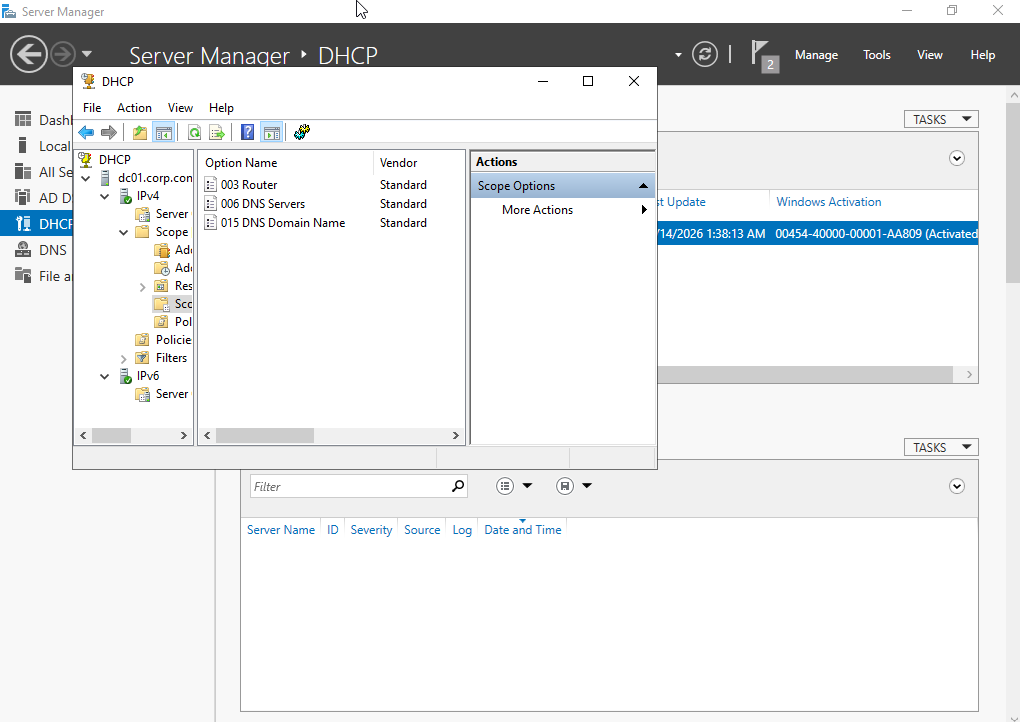 Server Manager
Server Manager DHCP
2
Manage Tools View Help
DHCP
File Action View Help
DHCP
dc01.corp.con
IPv4
Server
Scope
Add
Add
Res
Sco
Pol
Policie
Filters
IPv6
Server
Option Name Vendor
003 Router Standard
006 DNS Servers Standard
015 DNS Domain Name Standard
Actions
Scope Options
More Actions
Dashb
Local
All Se
AD D
DHCP
DNS
File a
TASKS
st Update Windows Activation
/14/2026 1:38:13 AM 00454-40000-00001-AA809 (Activated
TASKS
Filter
Server Name ID Severity Source Log Date and Time